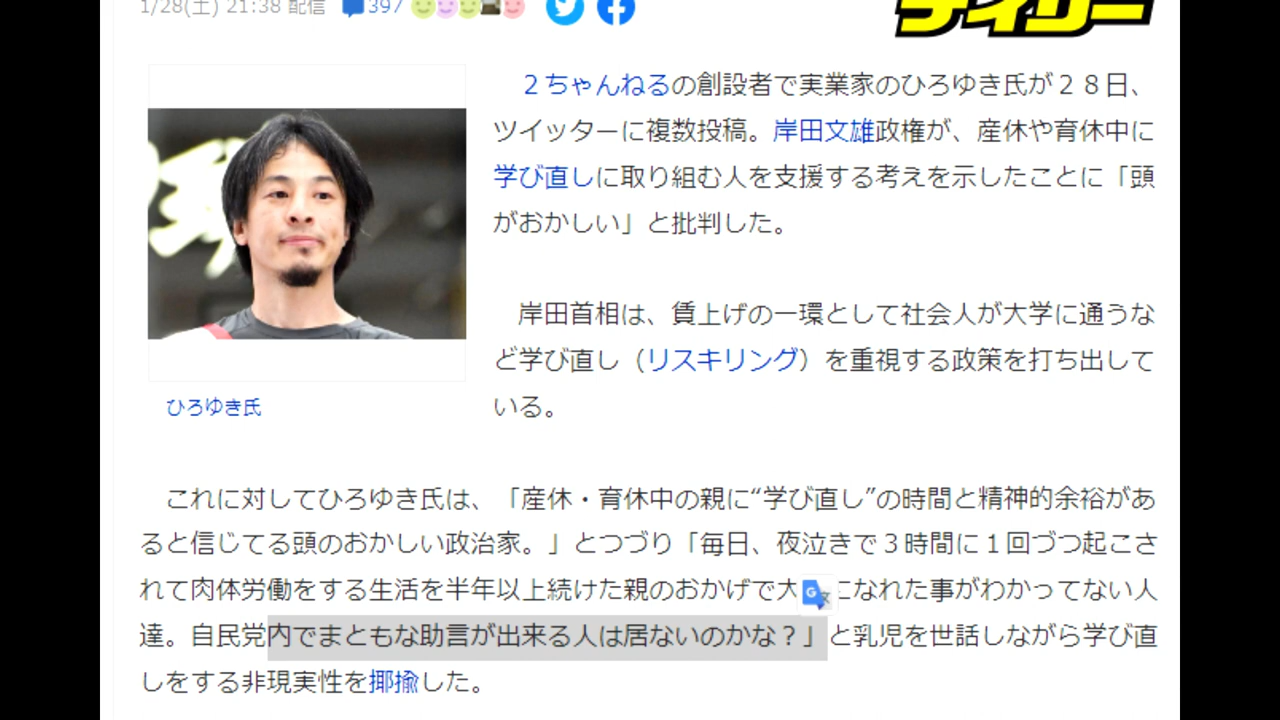 1/28(土) 21:38 配信 397
デイリー
２ちゃんねるの創設者で実業家のひろゆき氏が２８日、
ツイッターに複数投稿。岸田文雄政権が、産休や育休中に
学び直しに取り組む人を支援する考えを示したことに「頭
がおかしい」と批判した。
岸田首相は、賃上げの一環として社会人が大学に通うな
ど学び直し（リスキリング）を重視する政策を打ち出して
いる。
ひろゆき氏
これに対してひろゆき氏は、「産休・育休中の親に“学び直し”の時間と精神的余裕があ
ると信じてる頭のおかしい政治家。」とつづり「毎日、夜泣きで３時間に１回づつ起こさ
れて肉体労働をする生活を半年以上続けた親のおかげで大になれた事がわかってない人
達。自民党内でまともな助言が出来る人は居ないのかな？」と乳児を世話しながら学び直
しをする非現実性を揶揄した。